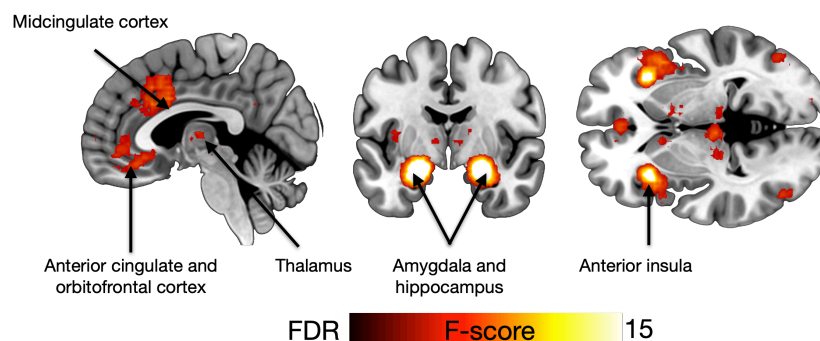 Midcingulate cortex
Anterior cingulate and
orbitofrontal cortex
Thalamus
Amygdala and
hippocampus
Anterior insula
FDR F-score 15